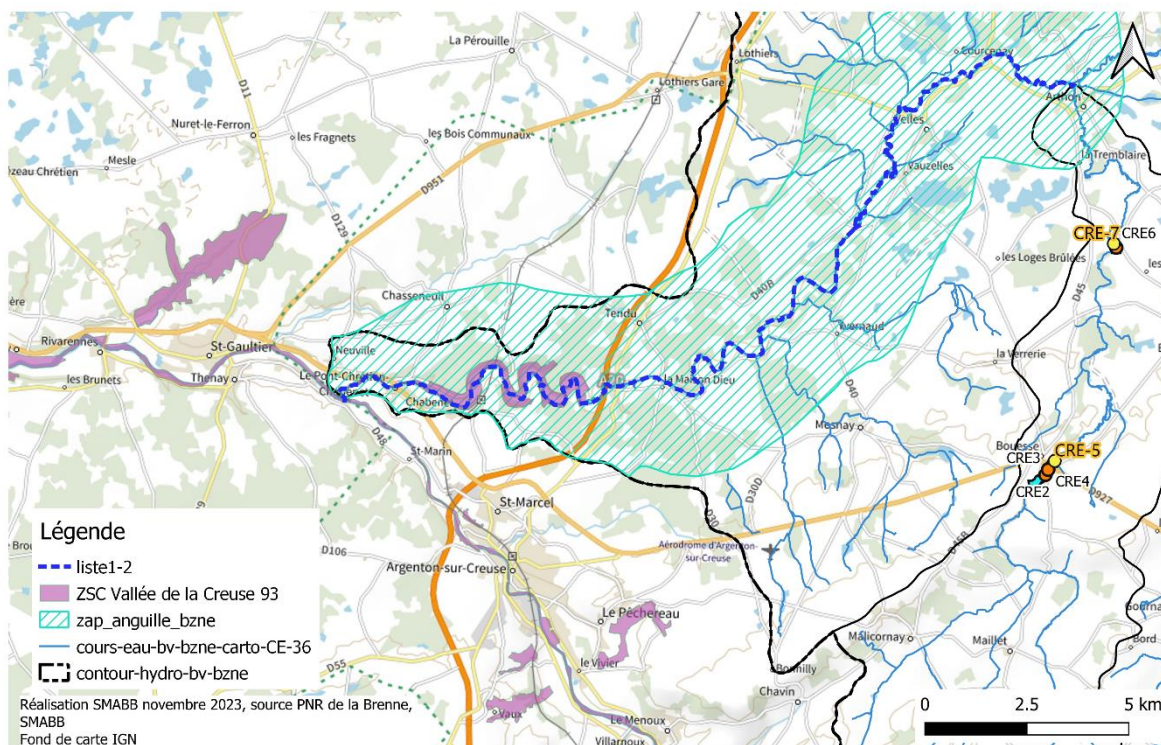 La Pérouille
Lothiers
Courcenay
Lothiers Gare
D11
Nuret-le-Ferron
les Fragnets
les Bois Communaux
Arthon
Mesle
D951
Vauzelles
la Tremblaire
D129
CRE-7
CRE6
les Loges Brûlées
Chasseneuil
D40B
D45
Tendu
Rivarennes
St-Gaultier
Neuville
la Verrerie
les Brunets
Thenay
Le Pont-Chrétien-
la Maison Dieu
D40
D48
St-Marin
Mesnay
Bouesse
CRE-5
CRE3
CRE4
CRE2
D927
D30D
St-Marcel
D30
Légende
liste1-2
D106
Aérodrome d'Argenton-
sur-Creuse
Argenton-sur-Creuse
ZSC Vallée de la Creuse 93
Le Pêchereau
zap_anguille_bzne
cours-eau-bv-bzne-carto-CE-36
Malicornay
Maillet
Bord
le Vivier
contour-hydro-bv-bzne
D55
Chavin
Réalisation SMABB novembre 2023, source PNR de la Brenne,
SMABB
Fond de carte IGN
Vaux
Le Menoux
Villarnoux
0 2.5 5 km